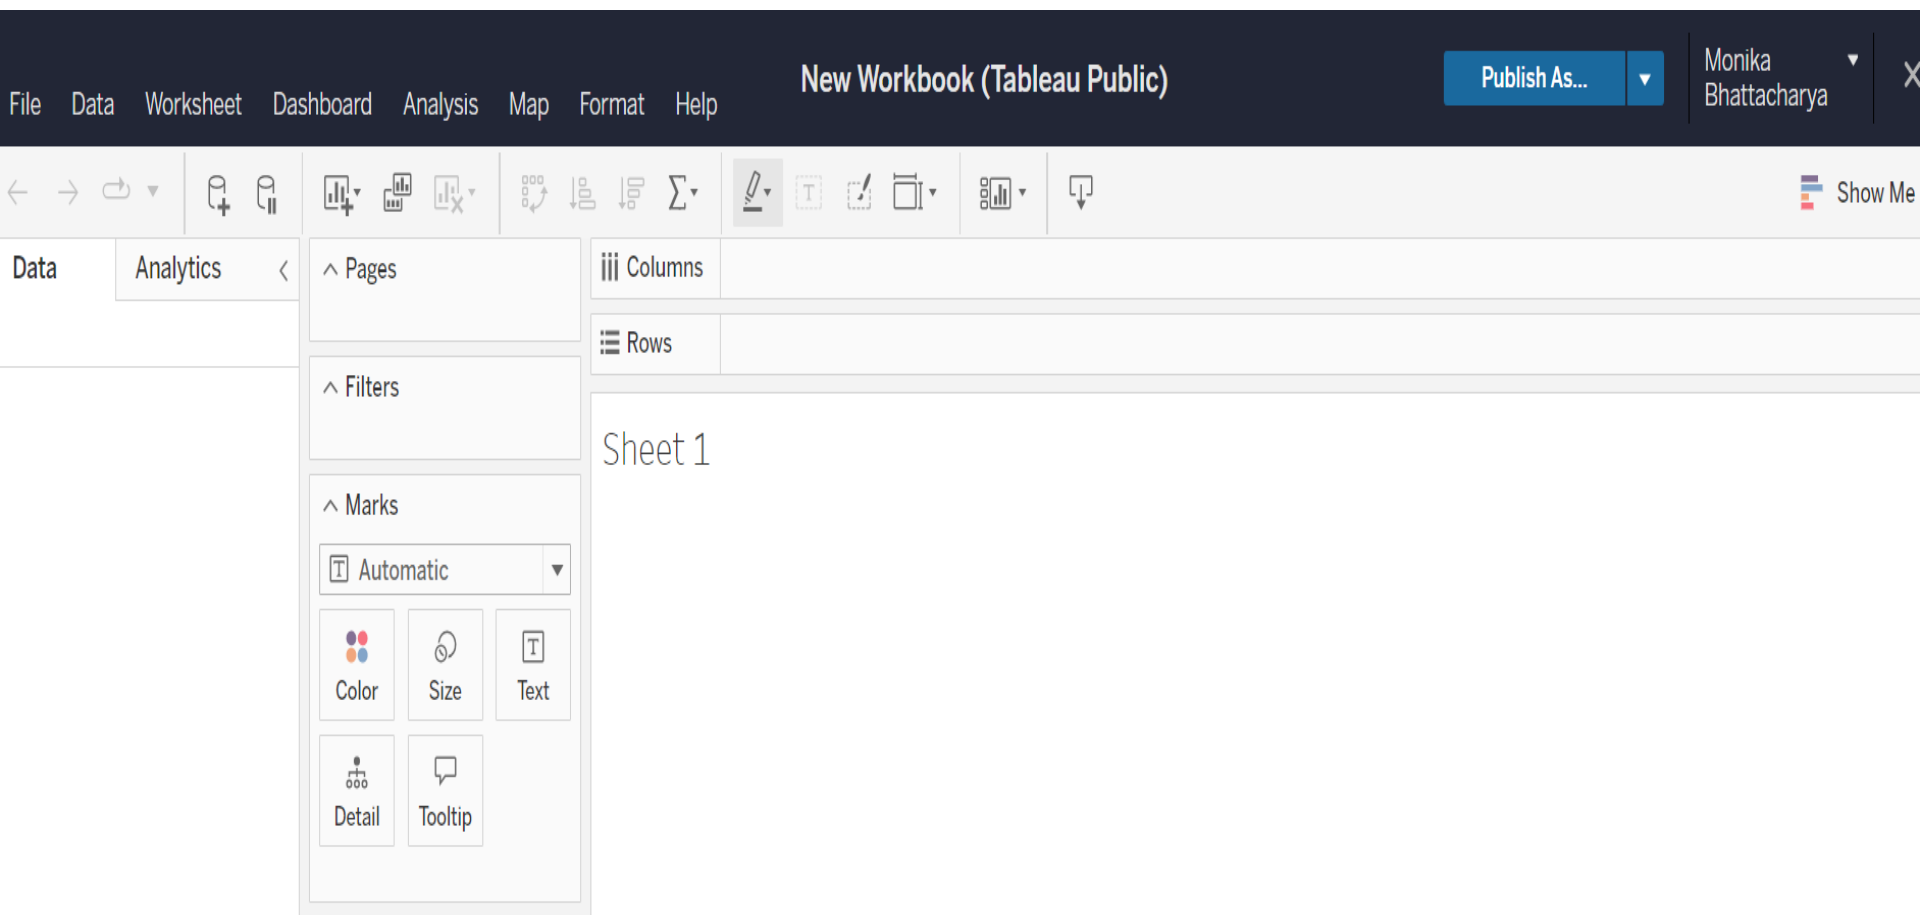 New Workbook (Tableau Public)
Publish As...
Monika
Bhattacharya
File Data Worksheet Dashboard Analysis Map Format Help
Show Me
Data Analytics
Pages
Columns
Rows
Filters
Sheet 1
Marks
Automatic
Color Size Text
Detail Tooltip